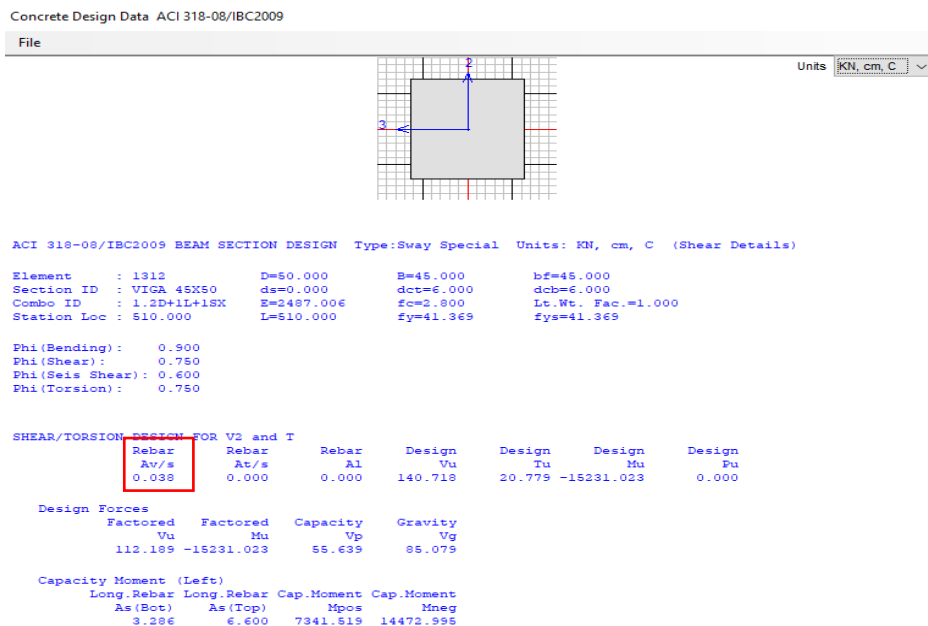 Concrete Design Data ACI 318-08/IBC2009
File
Units KN, cm, C
2
3
ACI 318-08/IBC2009 BEAM SECTION DESIGN Type:Sway Special Units: KN, cm, C (Shear Details)
Element : 1312 D=50.000 B=45.000 bf=45.000
Section ID : VIGA 45X50 ds=0.000 dct=6.000 dcb=6.000
Combo ID : 1.2D+1L+1SX E=2487.006 fc=2.800 Lt.Wt. Fac.=1.000
Station Loc : 510.000 L=510.000 fy=41.369 fys=41.369
Phi(Bending): 0.900
Phi(Shear): 0.750
Phi(Seis Shear): 0.600
Phi(Torsion): 0.750
SHEAR/TORSION DESIGN FOR V2 and T
Rebar Rebar Rebar Design Design Design Design
Av/s At/s Al Vu Tu Mu Pu
0.038 0.000 0.000 140.718 20.779 -15231.023 0.000
Design Forces
Factored Factored Capacity Gravity
Vu Mu Vp Vg
112.189 -15231.023 55.639 85.079
Capacity Moment (Left)
Long.Rebar Long.Rebar Cap.Moment Cap.Moment
As(Bot) As(Top) Mpos Mneg
3.286 6.600 7341.519 14472.995